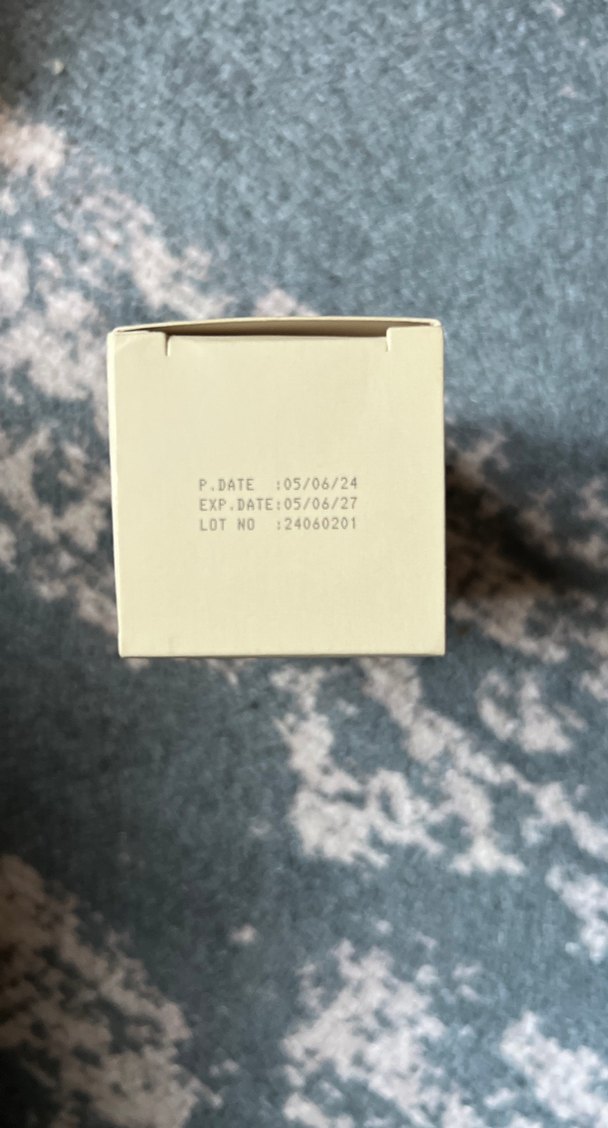 P.DATE  :05/06/24
EXP.DATE:05/06/27
LOT NO  :24060201